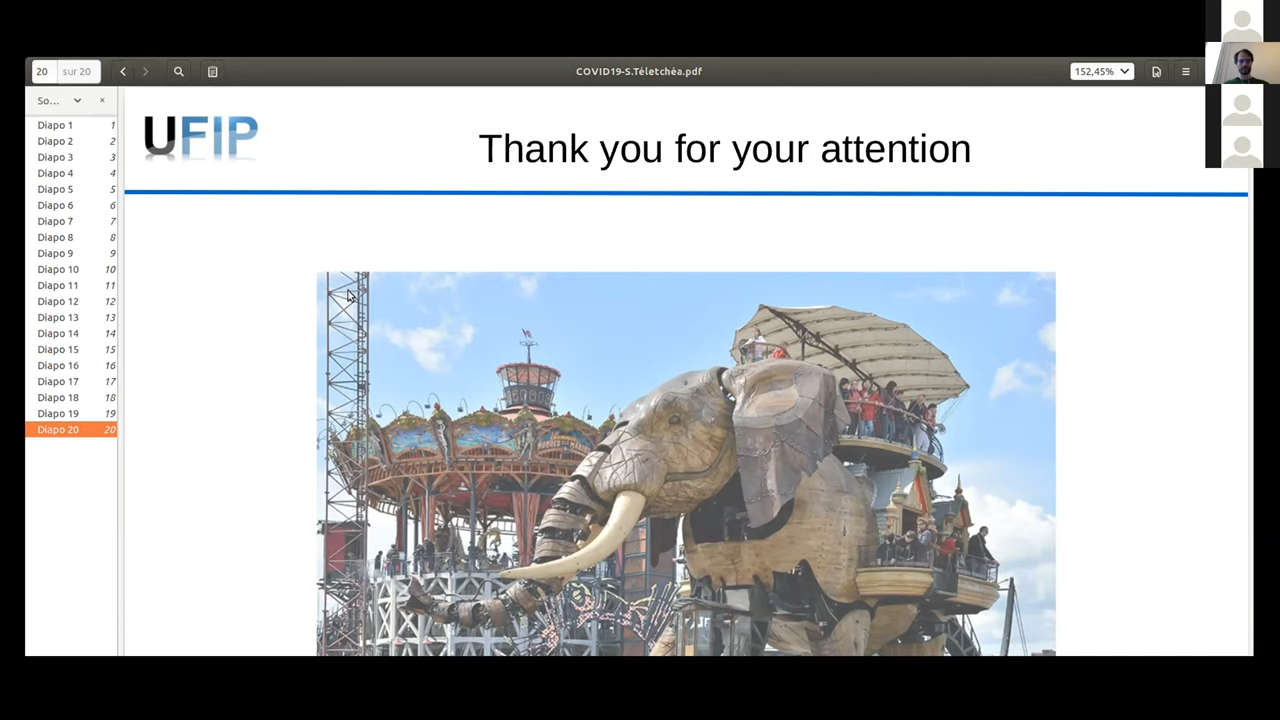 20 sur 20
COVID19-S.Téletchéa.pdf
152,45%
So...
Diapo 1 1
Diapo 2 2
Diapo 3 3
Diapo 4 4
Diapo 5 5
Diapo 6 6
Diapo 7 7
Diapo 8 8
Diapo 9 9
Diapo 10 10
Diapo 11 11
Diapo 12 12
Diapo 13 13
Diapo 14 14
Diapo 15 15
Diapo 16 16
Diapo 17 17
Diapo 18 18
Diapo 19 19
Diapo 20 20
UFIP
Thank you for your attention